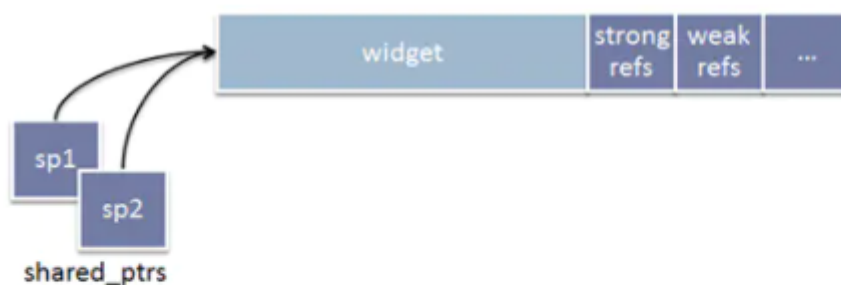 widget
strong
refs
weak
refs
...
sp1
sp2
shared_ptrs